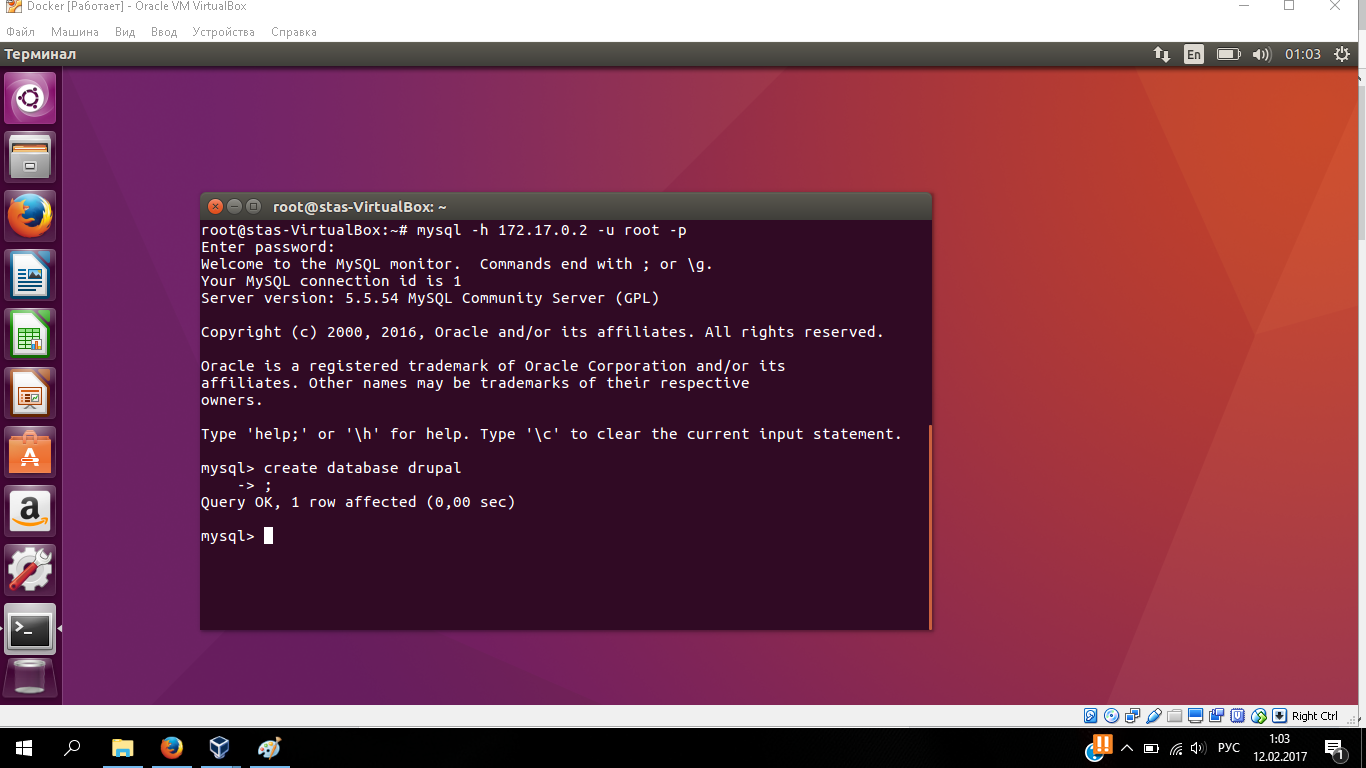 Docker [Работает] - Oracle VM VirtualBox
Файл Машина Вид Ввод Устройства Справка
Терминал
En
01:03
root@stas-VirtualBox: ~
root@stas-VirtualBox:~# mysql -h 172.17.0.2 -u root -p
Enter password:
Welcome to the MySQL monitor.  Commands end with ; or \g.
Your MySQL connection id is 1
Server version: 5.5.54 MySQL Community Server (GPL)
Copyright (c) 2000, 2016, Oracle and/or its affiliates. All rights reserved.
Oracle is a registered trademark of Oracle Corporation and/or its
affiliates. Other names may be trademarks of their respective
owners.
Type 'help;' or '\h' for help. Type '\c' to clear the current input statement.
mysql> create database drupal
    -> ;
Query OK, 1 row affected (0,00 sec)
mysql>
Right Ctrl
РУС
1:03
12.02.2017
1